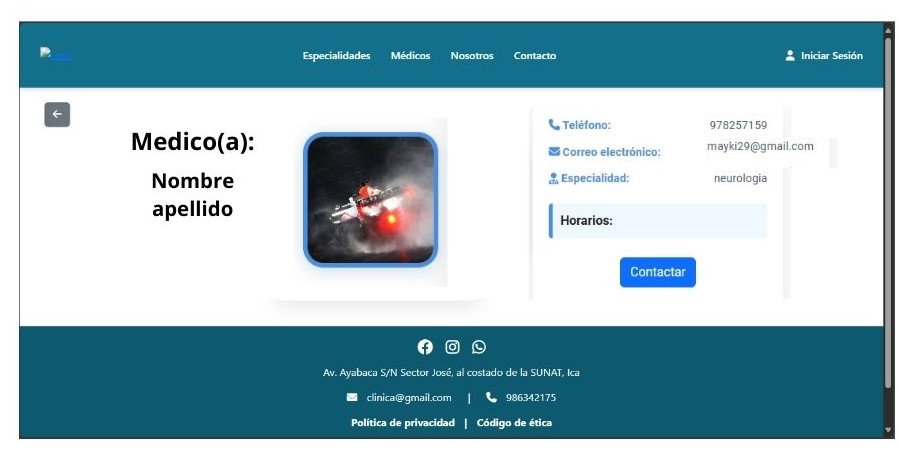 Especialidades Médicos Nosotros Contacto Iniciar Sesión
Medico(a):
Nombre
apellido
Teléfono: 978257159
Correo electrónico: mayki29@gmail.com
Especialidad: neurologia
Horarios:
Contactar
Av. Ayabaca S/N Sector José, al costado de la SUNAT, Ica
clinica@gmail.com | 986342175
Política de privacidad | Código de ética